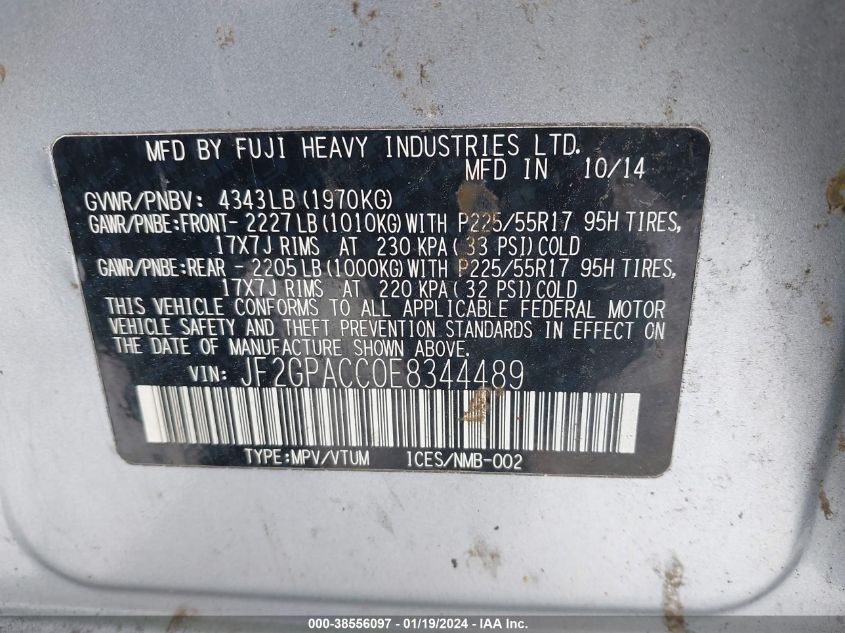 MFD BY FUJI HEAVY INDUSTRIES LTD.
MFD IN 10/14
GVWR/PNBV: 4343LB(1970KG)
GAWR/PNBE:FRONT- 2227LB(1010KG)WITH P225/55R17 95H TIRES,
17X7J RIMS AT 230 KPA(33 PSI)COLD
GAWR/PNBE:REAR - 2205LB(1000KG)WITH P225/55R17 95H TIRES,
17X7J RIMS AT 220 KPA(32 PSI)COLD
THIS VEHICLE CONFORMS TO ALL APPLICABLE FEDERAL MOTOR
VEHICLE SAFETY AND THEFT PREVENTION STANDARDS IN EFFECT ON
THE DATE OF MANUFACTURE SHOWN ABOVE.
VIN: JF2GPACC0E8344489
TYPE:MPV/VTUM ICES/NMB-002
000-38556097 - 01/19/2024 - IAA Inc.